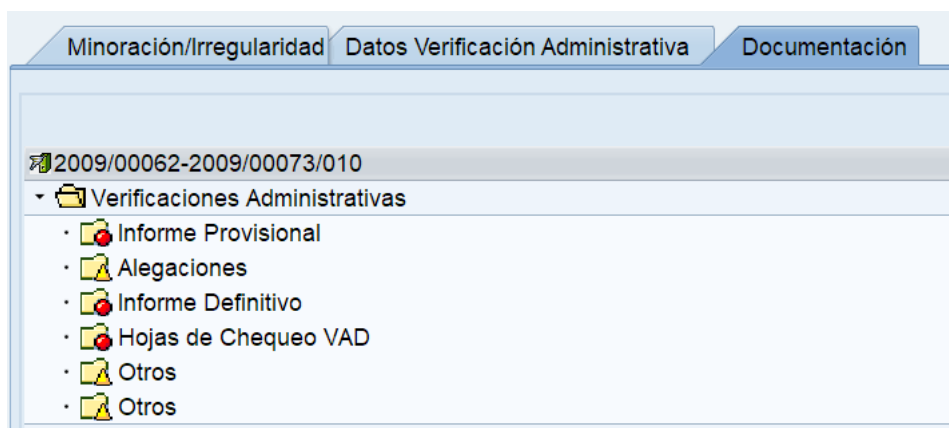 Minoración/Irregularidad Datos Verificación Administrativa Documentación
2009/00062-2009/00073/010
Verificaciones Administrativas
Informe Provisional
Alegaciones
Informe Definitivo
Hojas de Chequeo VAD
Otros
Otros